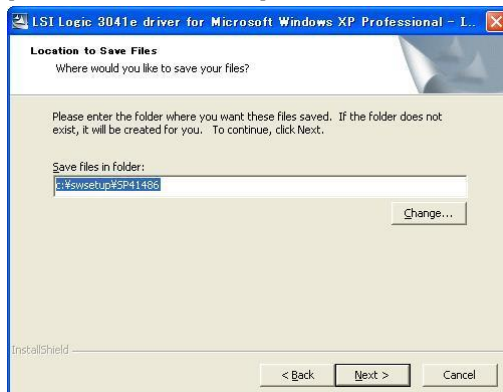 LSI Logic 3041e driver for Microsoft Windows XP Professional - I...
Location to Save Files
Where would you like to save your files?
Please enter the folder where you want these files saved. If the folder does not
exist, it will be created for you. To continue, click Next.
Save files in folder:
c:¥swsetup¥SP41486
Change...
InstallShield
< Back Next > Cancel